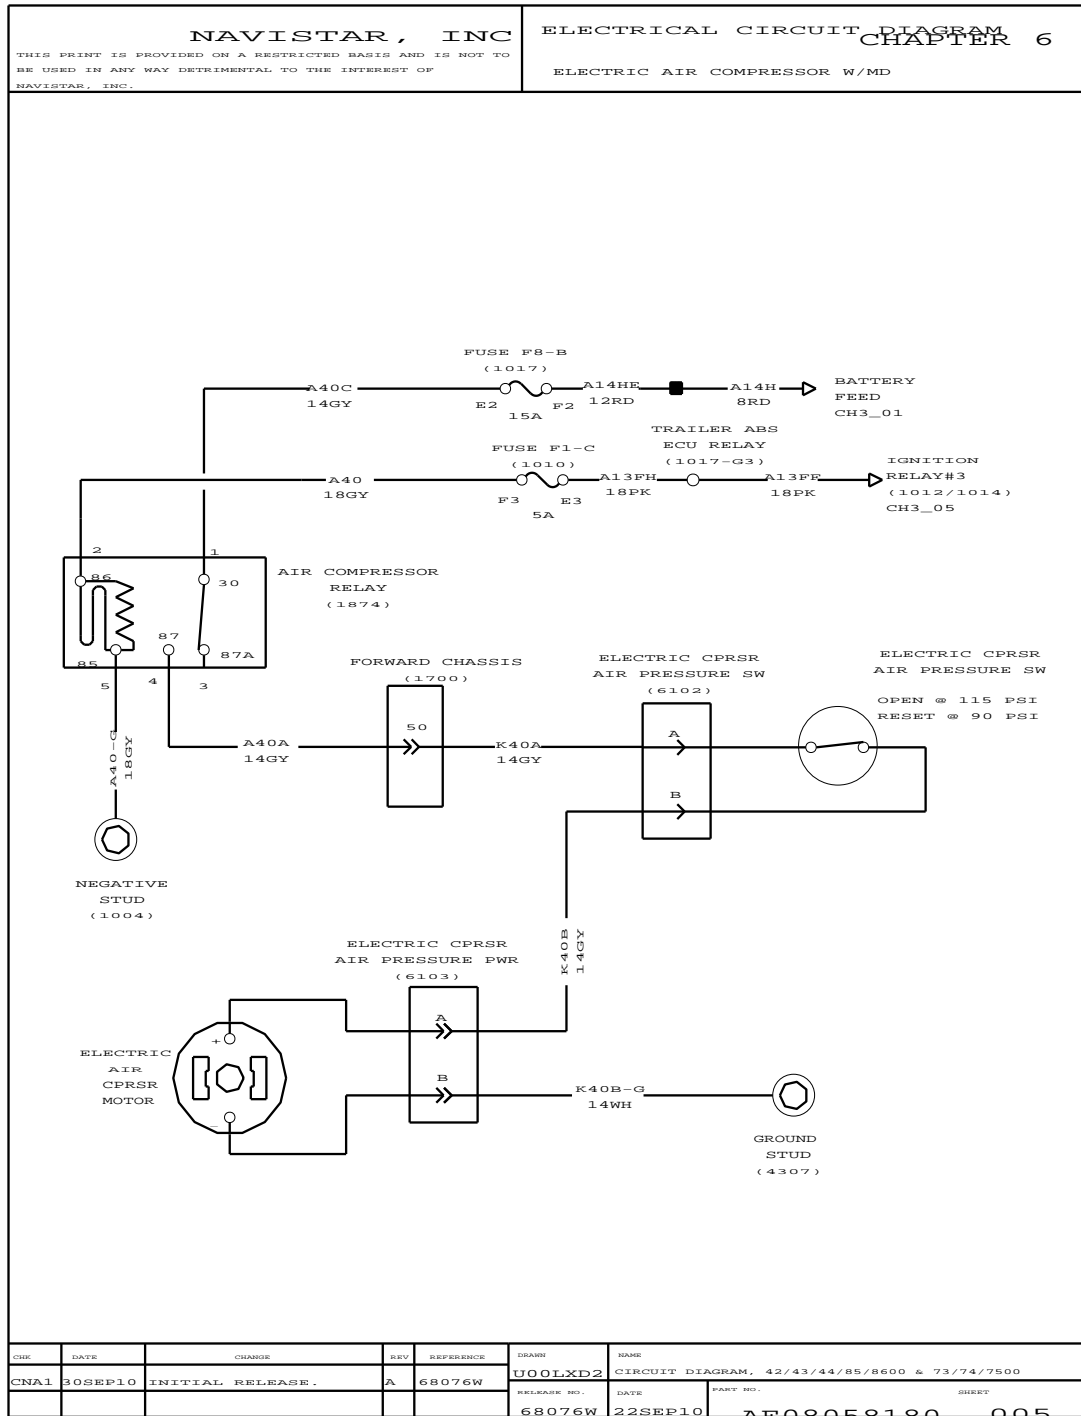 NAVISTAR, INC
THIS PRINT IS PROVIDED ON A RESTRICTED BASIS AND IS NOT TO
BE USED IN ANY WAY DETRIMENTAL TO THE INTEREST OF
NAVISTAR, INC.
ELECTRICAL CIRCUIT DIAGRAM
CHAPTER 6
ELECTRIC AIR COMPRESSOR W/MD
FUSE F8-B
(1017)
A40C
14GY
E2
F2
15A
A14HE
12RD
A14H
8RD
BATTERY
FEED
CH3_01
TRAILER ABS
ECU RELAY
(1017-G3)
FUSE F1-C
(1010)
A40
18GY
F3
E3
5A
A13FH
18PK
A13FF
18PK
IGNITION
RELAY#3
(1012/1014)
CH3_05
2
1
86
30
87
87A
85
5
4
3
AIR COMPRESSOR
RELAY
(1874)
FORWARD CHASSIS
(1700)
50
ELECTRIC CPRSR
AIR PRESSURE SW
(6102)
A
B
ELECTRIC CPRSR
AIR PRESSURE SW
OPEN @ 115 PSI
RESET @ 90 PSI
A40-G
18GY
A40A
14GY
K40A
14GY
NEGATIVE
STUD
(1004)
K40B
14GY
ELECTRIC CPRSR
AIR PRESSURE PWR
(6103)
A
B
ELECTRIC
AIR
CPRSR
MOTOR
+
-
K40B-G
14WH
GROUND
STUD
(4307)
CHK DATE CHANGE REV REFERENCE
CNA1 30SEP10 INITIAL RELEASE. A 68076W
DRAWN
U00LXD2
NAME
CIRCUIT DIAGRAM, 42/43/44/85/8600 & 73/74/7500
RELEASE NO.
68076W
DATE
22SEP10
PART NO.
AF08058180
SHEET
005